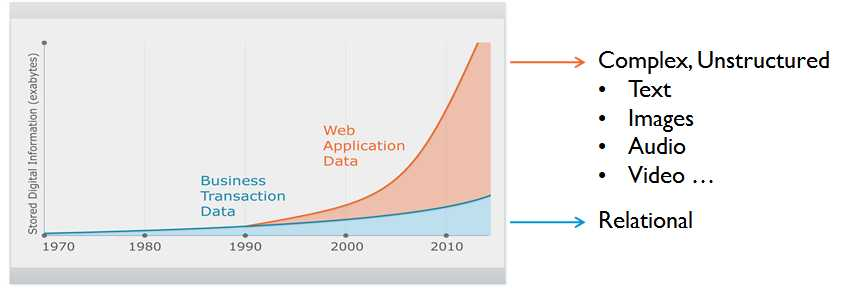 Stored Digital Information (exabytes)
Web
Application
Data
Business
Transaction
Data
1970
1980
1990
2000
2010
Complex, Unstructured
• Text
• Images
• Audio
• Video ...
Relational